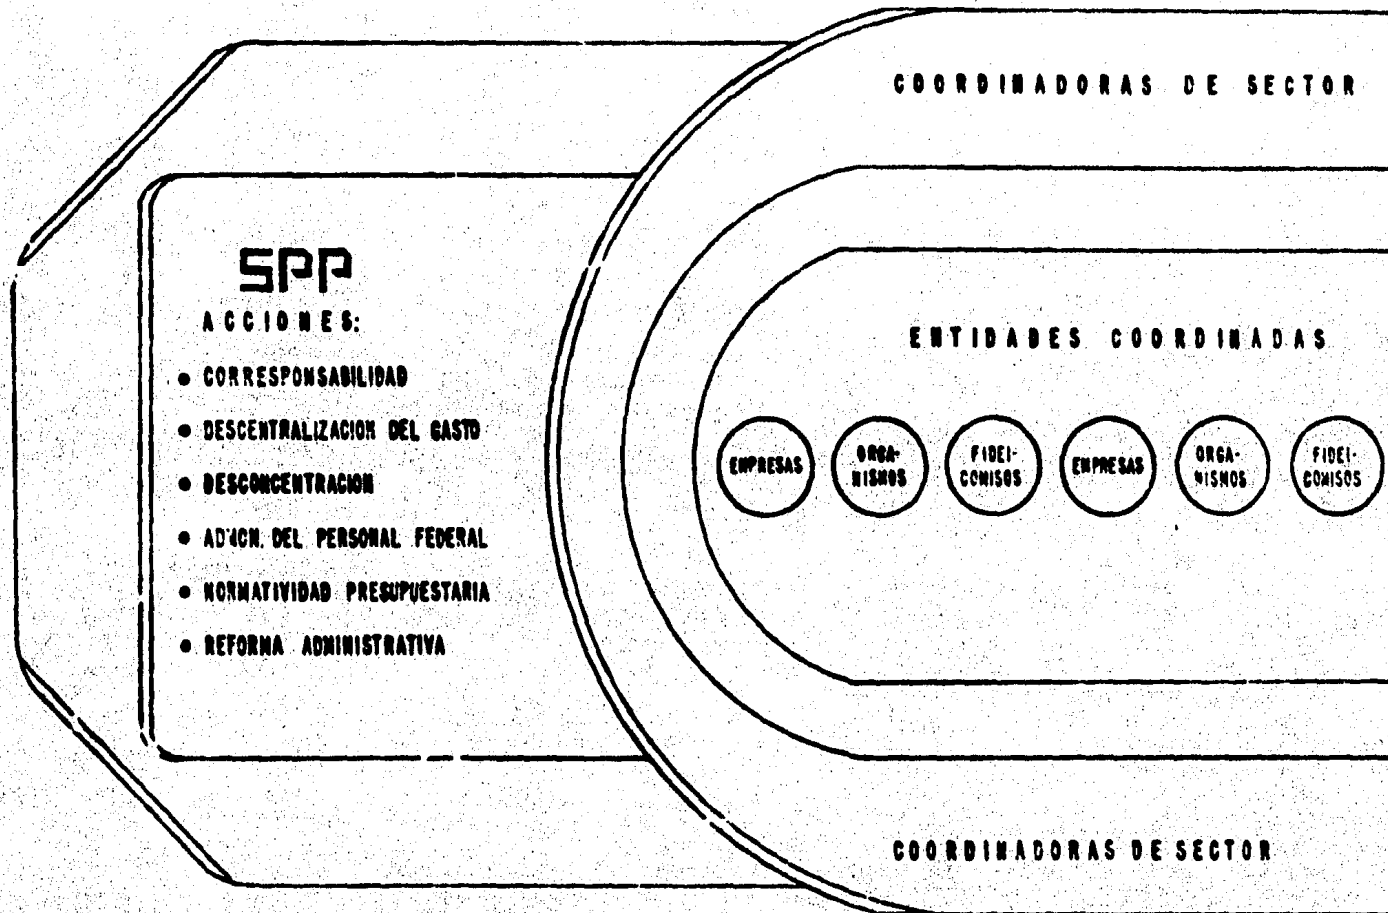 COORDINADORAS DE SECTOR
SPP
ACCIONES:
• CORRESPONSABILIDAD
• DESCENTRALIZACION DEL GASTO
• DESCONCENTRACION
• ADMCN. DEL PERSONAL FEDERAL
• NORMATIVIDAD PRESUPUESTARIA
• REFORMA ADMINISTRATIVA
ENTIDADES COORDINADAS
EMPRESAS
ORGA-
NISMOS
FIDEI-
COMISOS
EMPRESAS
ORGA-
NISMOS
FIDEI-
COMISOS
COORDINADORAS DE SECTOR